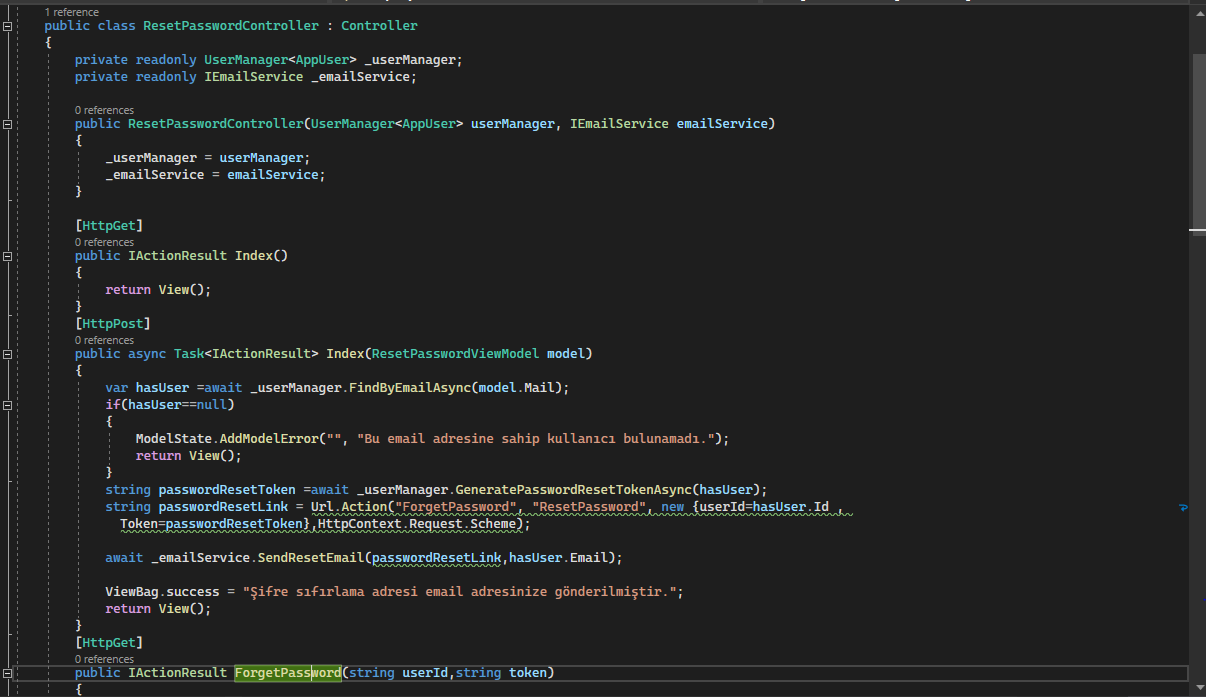 1 reference
public class ResetPasswordController : Controller
{
private readonly UserManager<AppUser> _userManager;
private readonly IEmailService _emailService;
0 references
public ResetPasswordController(UserManager<AppUser> userManager, IEmailService emailService)
{
_userManager = userManager;
_emailService = emailService;
}
[HttpGet]
0 references
public IActionResult Index()
{
return View();
}
[HttpPost]
0 references
public async Task<IActionResult> Index(ResetPasswordViewModel model)
{
var hasUser =await _userManager.FindByEmailAsync(model.Mail);
if(hasUser==null)
{
ModelState.AddModelError("", "Bu email adresine sahip kullanıcı bulunamadı.");
return View();
}
string passwordResetToken =await _userManager.GeneratePasswordResetTokenAsync(hasUser);
string passwordResetLink = Url.Action("ForgetPassword", "ResetPassword", new {userId=hasUser.Id ,
Token=passwordResetToken},HttpContext.Request.Scheme);
await _emailService.SendResetEmail(passwordResetLink,hasUser.Email);
ViewBag.success = "Şifre sıfırlama adresi email adresinize gönderilmiştir.";
return View();
}
[HttpGet]
0 references
public IActionResult ForgetPassword(string userId,string token)
{